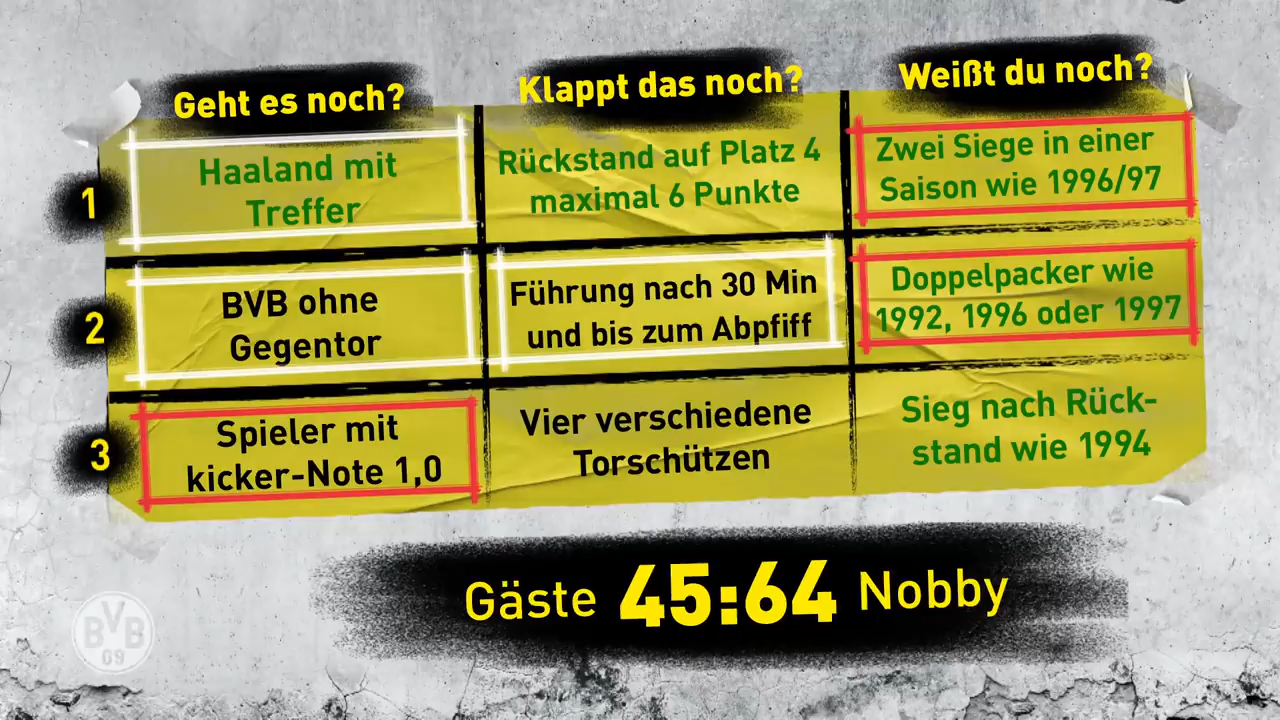 Geht es noch?
Klappt das noch?
Weißt du noch?
1
Haaland mit
Treffer
Rückstand auf Platz 4
maximal 6 Punkte
Zwei Siege in einer
Saison wie 1996/97
2
BVB ohne
Gegentor
Führung nach 30 Min
und bis zum Abpfiff
Doppelpacker wie
1992, 1996 oder 1997
3
Spieler mit
kicker-Note 1,0
Vier verschiedene
Torschützen
Sieg nach Rück-
stand wie 1994
Gäste 45:64 Nobby
BVB
09